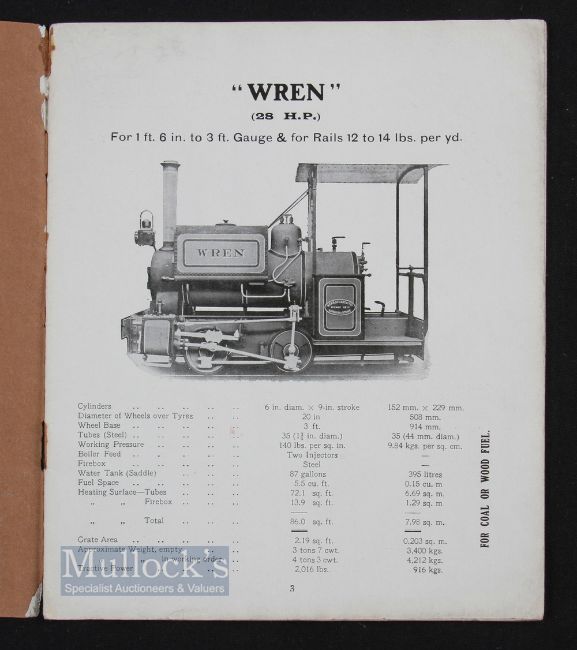 "WREN"
(28 H.P.)
For 1 ft. 6 in. to 3 ft. Gauge & for Rails 12 to 14 lbs. per yd.
WREN
Cylinders .. .. .. .. .. 6 in. diam. × 9-in. stroke 152 mm. × 229 mm.
Diameter of Wheels over Tyres .. .. 20 in 508 mm.
Wheel Base .. .. .. .. .. 3 ft. 914 mm.
Tubes (Steel) .. .. .. .. .. 35 (1¾ in. diam.) 35 (44 mm. diam.)
Working Pressure .. .. .. .. 140 lbs. per sq. in. 9.84 kgs. per sq. cm.
Boiler Feed .. .. .. .. .. Two Injectors —
Firebox .. .. .. .. .. Steel —
Water Tank (Saddle) .. .. .. 87 gallons 395 litres
Fuel Space .. .. .. .. .. 5.5 cu. ft. 0.15 cu. m
Heating Surface—Tubes .. .. .. 72.1 sq. ft. 6.69 sq. m.
„ „ Firebox .. .. .. 13.9 sq. ft. 1.29 sq. m
„ „ Total .. .. .. 86.0 sq. ft. 7.98 sq. m.
Grate Area .. .. .. .. 2.19 sq. ft. 0.203 sq. m.
Approximate Weight, empty .. .. 3 tons 7 cwt. 3,400 kgs.
in working order .. 4 tons 3 cwt. 4,212 kgs.
Tractive Power .. .. 2,016 lbs. 916 kgs.
FOR COAL OR WOOD FUEL.
3
Mullock's
Specialist Auctioneers & Valuers